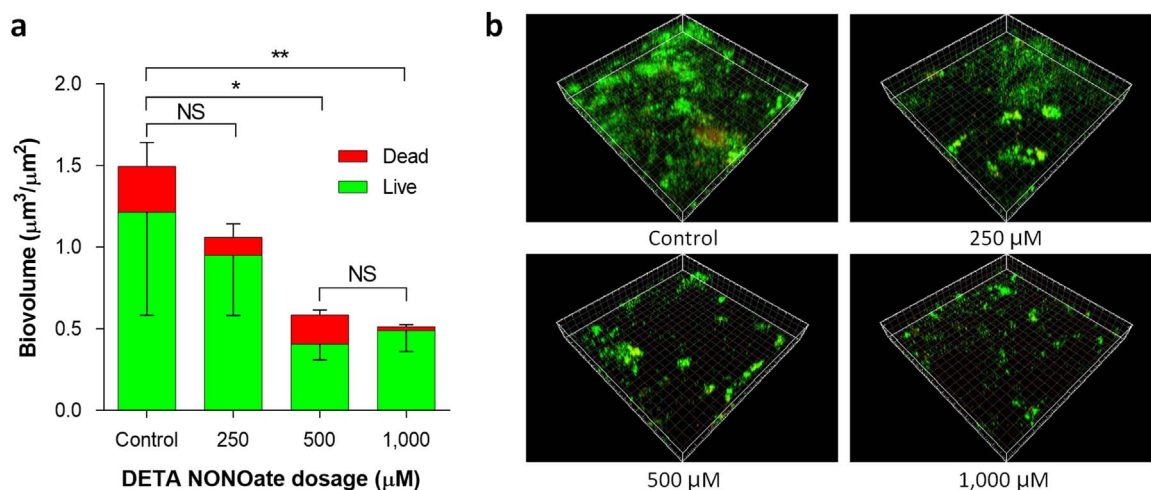 a
**
*
NS
NS
2.0
1.5
1.0
0.5
0.0
Biovolume (μm³/μm²)
Dead
Live
Control 250 500 1,000
DETA NONOate dosage (μM)
b
Control 250 μM
500 μM 1,000 μM